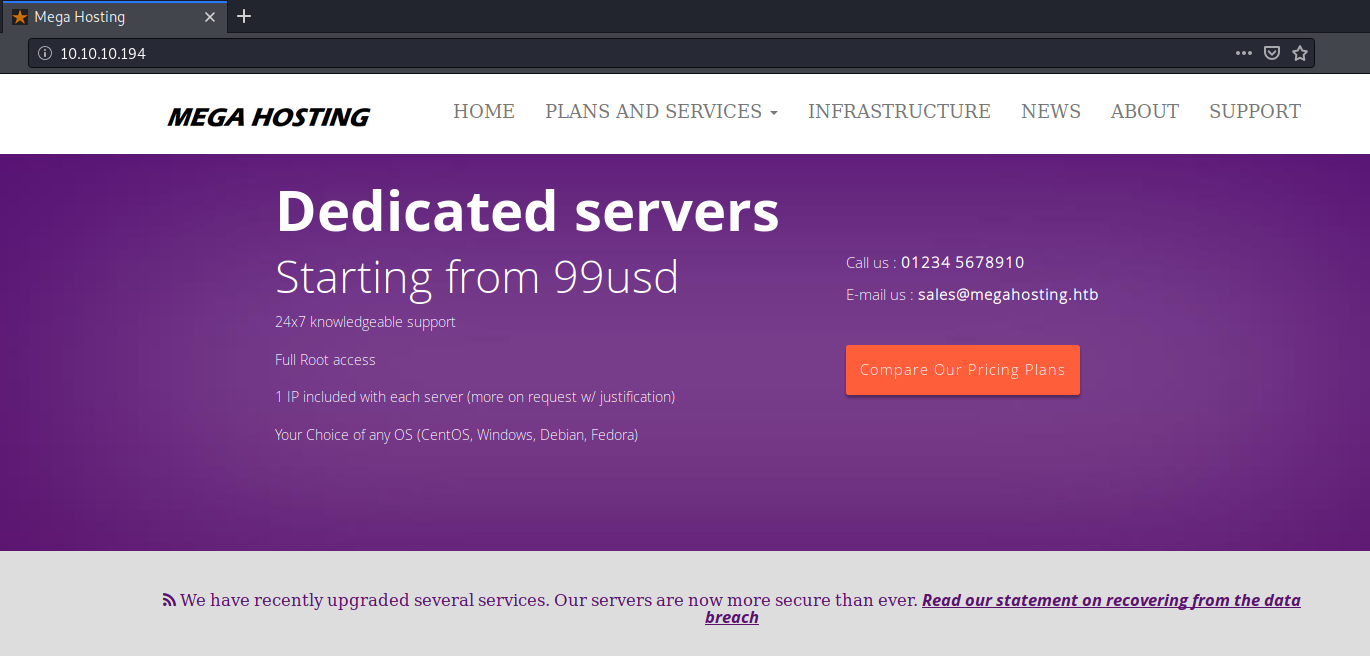 Mega Hosting
10.10.10.194
MEGA HOSTING
HOME PLANS AND SERVICES INFRASTRUCTURE NEWS ABOUT SUPPORT
Dedicated servers
Starting from 99usd
24x7 knowledgeable support
Full Root access
1 IP included with each server (more on request w/ justification)
Your Choice of any OS (CentOS, Windows, Debian, Fedora)
Call us : 01234 5678910
E-mail us : sales@megahosting.htb
Compare Our Pricing Plans
We have recently upgraded several services. Our servers are now more secure than ever. Read our statement on recovering from the data
breach